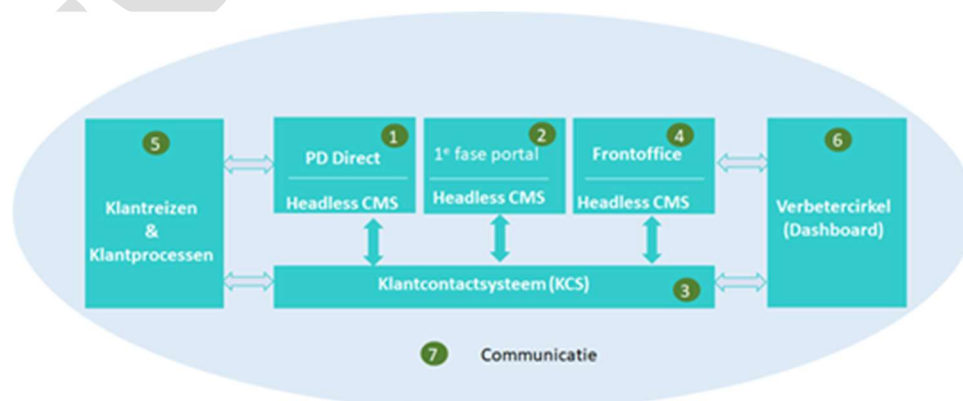 5
Klantreizen
&
Klantprocessen
1
PD Direct
Headless CMS
2
1e fase portal
Headless CMS
4
Frontoffice
Headless CMS
Klantcontactsysteem (KCS)
3
6
Verbetercirkel
(Dashboard)
7 Communicatie